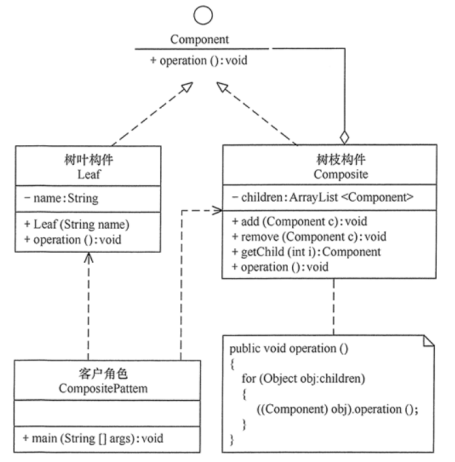 Component
+ operation ():void
树叶构件
Leaf
− name:String
+ Leaf (String name)
+ operation ():void
树枝构件
Composite
− children:ArrayList <Component>
+ add (Component c):void
+ remove (Component c):void
+ getChild (int i):Component
+ operation ():void
客户角色
CompositePattem
+ main (String [] args):void
public void operation ()
{
for (Object obj:children)
{
((Component) obj).operation ();
}
}